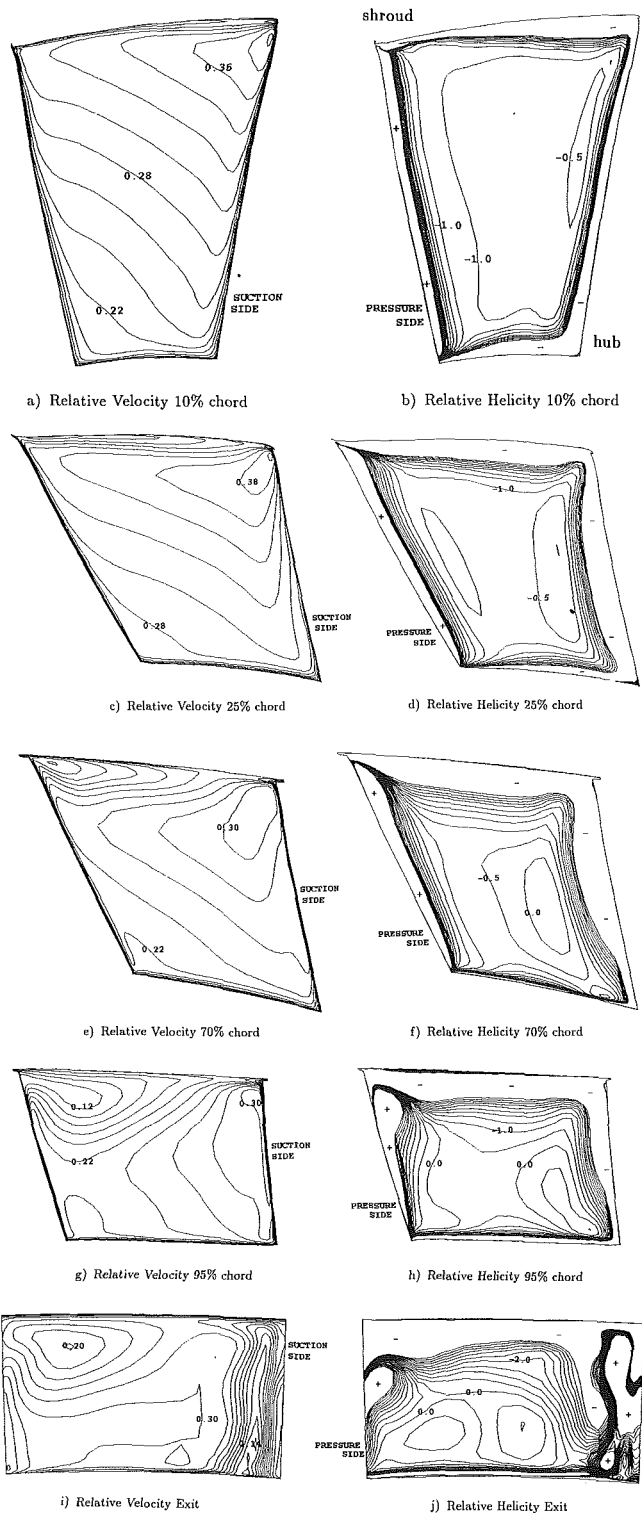 shroud
0.36
0.28
0.22
SUCTION
SIDE
+
-0.5
-1.0
-1.0
+
PRESSURE
SIDE
-
-
hub
a) Relative Velocity 10% chord
b) Relative Helicity 10% chord
0.38
0.28
SUCTION
SIDE
-
-1.0
+
-
-0.5
+
-
PRESSURE
SIDE
-
c) Relative Velocity 25% chord
d) Relative Helicity 25% chord
0.30
0.22
SUCTION
SIDE
-
+
-
-0.5
+
0.0
PRESSURE
SIDE
e) Relative Velocity 70% chord
f) Relative Helicity 70% chord
0.12
0.30
0.22
SUCTION
SIDE
-
-
-
+
-1.0
+
0.0
0.0
PRESSURE
SIDE
g) Relative Velocity 95% chord
h) Relative Helicity 95% chord
0.20
0.30
SUCTION
SIDE
-
-2.0
+
+
0.0
0.0
-
+
+
PRESSURE
SIDE
i) Relative Velocity Exit
j) Relative Helicity Exit